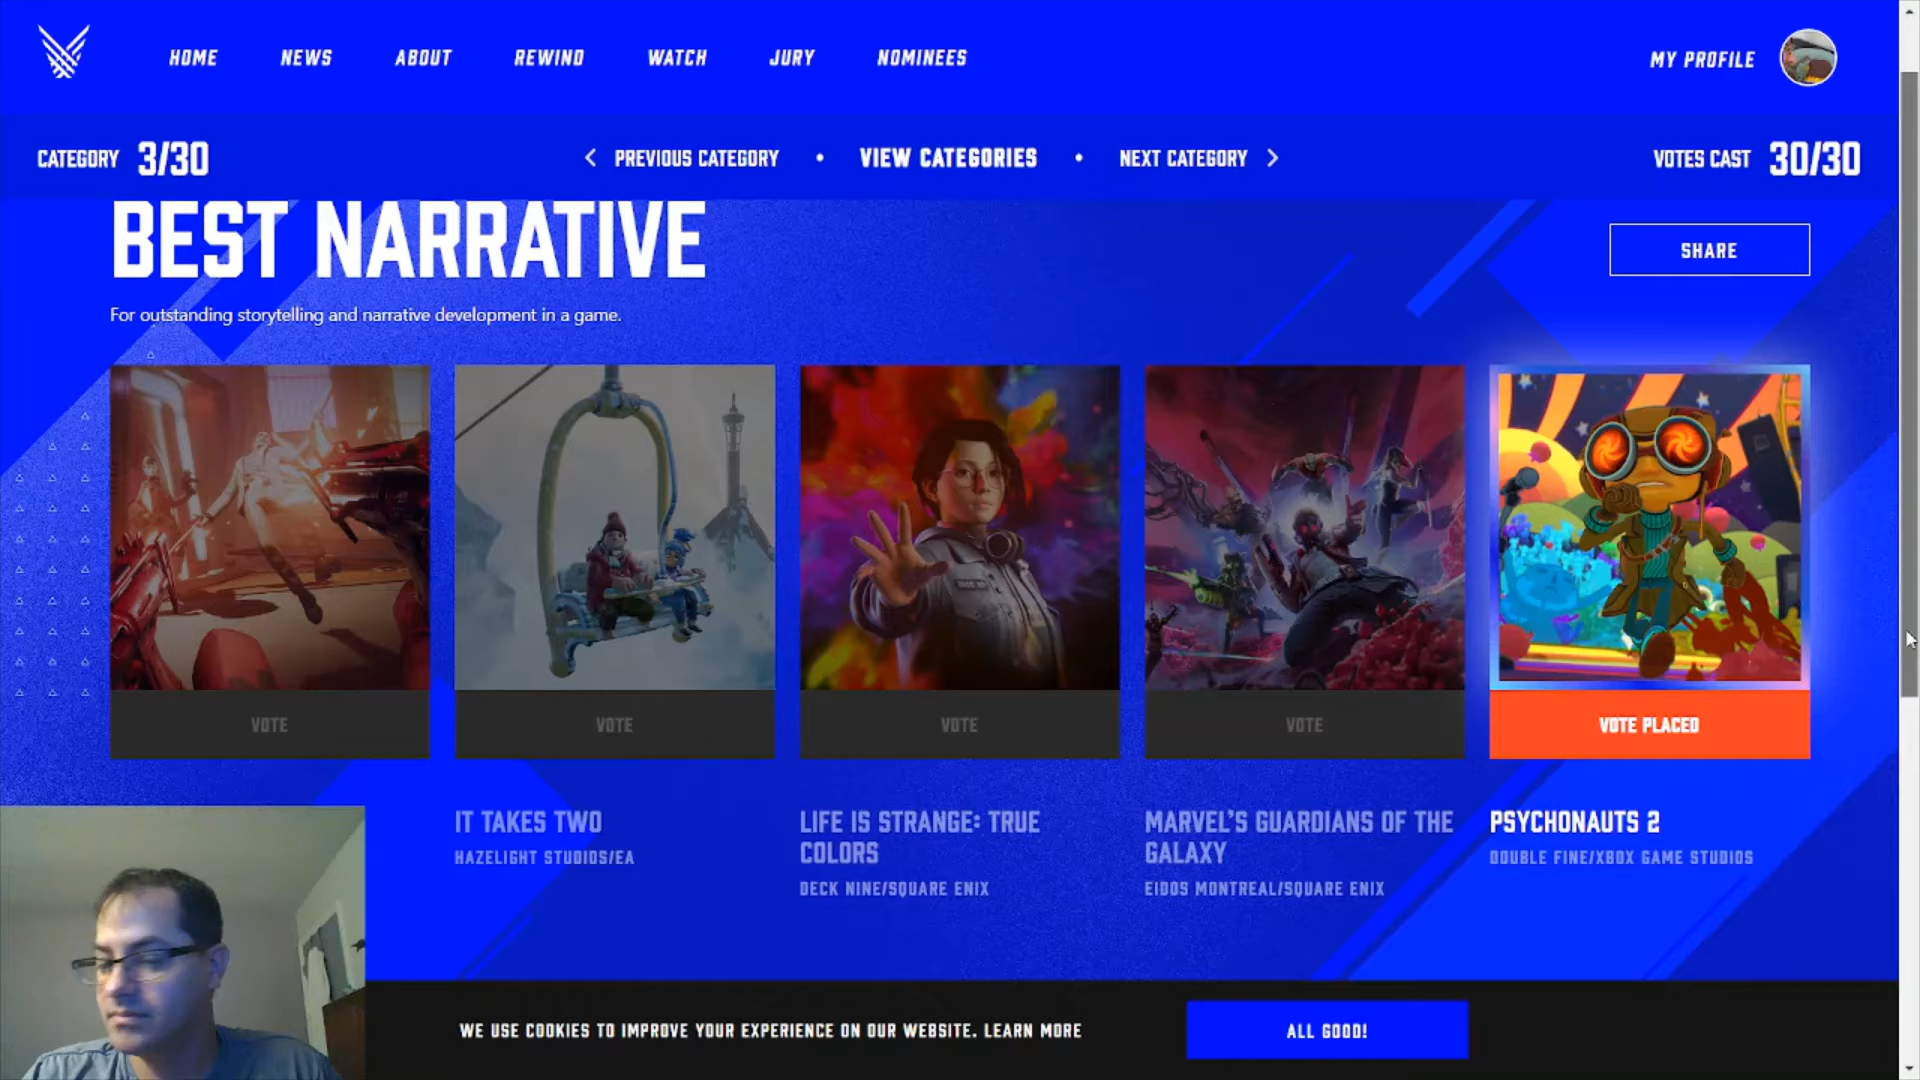 HOME NEWS ABOUT REWIND WATCH JURY NOMINEES MY PROFILE
CATEGORY 3/30 PREVIOUS CATEGORY • VIEW CATEGORIES • NEXT CATEGORY VOTES CAST 30/30
BEST NARRATIVE
SHARE
For outstanding storytelling and narrative development in a game.
VOTE VOTE VOTE VOTE VOTE PLACED
IT TAKES TWO
HAZELIGHT STUDIOS/EA
LIFE IS STRANGE: TRUE
COLORS
DECK NINE/SQUARE ENIX
MARVEL'S GUARDIANS OF THE
GALAXY
EIDOS MONTREAL/SQUARE ENIX
PSYCHONAUTS 2
DOUBLE FINE/XBOX GAME STUDIOS
WE USE COOKIES TO IMPROVE YOUR EXPERIENCE ON OUR WEBSITE. LEARN MORE
ALL GOOD!